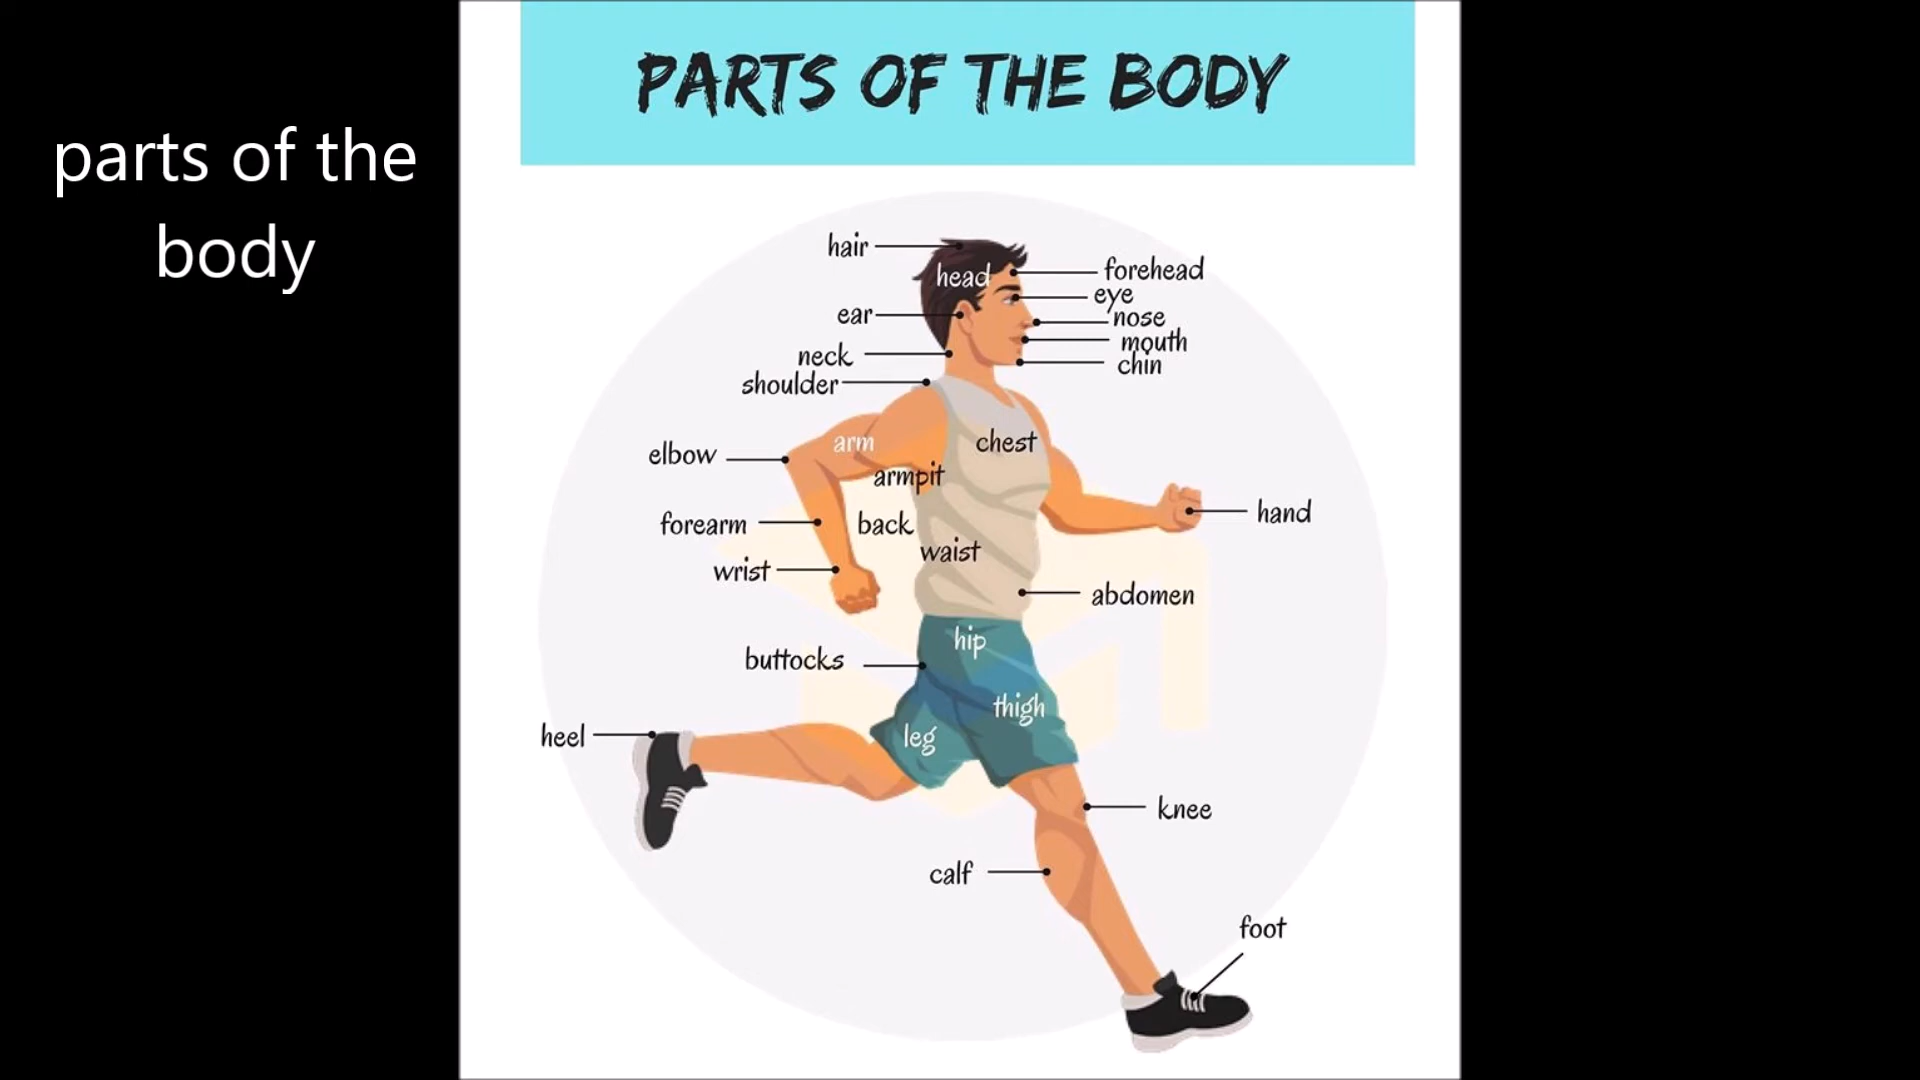 parts of the
body
PARTS OF THE BODY
hair
head
forehead
eye
ear
nose
mouth
neck
chin
shoulder
arm
chest
elbow
armpit
hand
forearm
back
waist
wrist
abdomen
hip
buttocks
thigh
heel
leg
knee
calf
foot